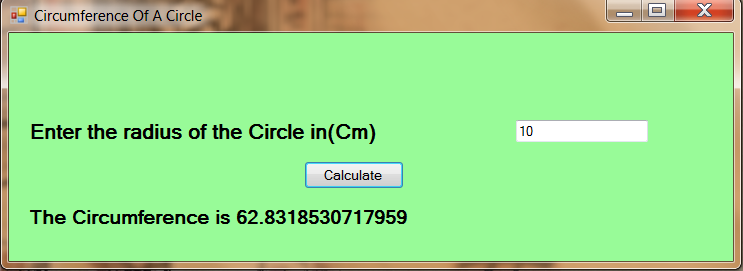 Circumference Of A Circle
Enter the radius of the Circle in(Cm)
10
Calculate
The Circumference is 62.8318530717959